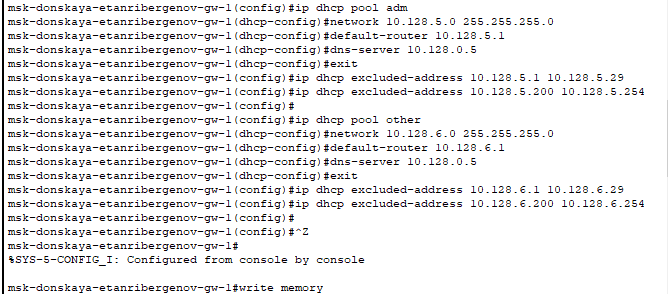 msk-donskaya-etanribergenov-gw-1(config)#ip dhcp pool adm
msk-donskaya-etanribergenov-gw-1(dhcp-config)#network 10.128.5.0 255.255.255.0
msk-donskaya-etanribergenov-gw-1(dhcp-config)#default-router 10.128.5.1
msk-donskaya-etanribergenov-gw-1(dhcp-config)#dns-server 10.128.0.5
msk-donskaya-etanribergenov-gw-1(dhcp-config)#exit
msk-donskaya-etanribergenov-gw-1(config)#ip dhcp excluded-address 10.128.5.1 10.128.5.29
msk-donskaya-etanribergenov-gw-1(config)#ip dhcp excluded-address 10.128.5.200 10.128.5.254
msk-donskaya-etanribergenov-gw-1(config)#
msk-donskaya-etanribergenov-gw-1(config)#ip dhcp pool other
msk-donskaya-etanribergenov-gw-1(dhcp-config)#network 10.128.6.0 255.255.255.0
msk-donskaya-etanribergenov-gw-1(dhcp-config)#default-router 10.128.6.1
msk-donskaya-etanribergenov-gw-1(dhcp-config)#dns-server 10.128.0.5
msk-donskaya-etanribergenov-gw-1(dhcp-config)#exit
msk-donskaya-etanribergenov-gw-1(config)#ip dhcp excluded-address 10.128.6.1 10.128.6.29
msk-donskaya-etanribergenov-gw-1(config)#ip dhcp excluded-address 10.128.6.200 10.128.6.254
msk-donskaya-etanribergenov-gw-1(config)#
msk-donskaya-etanribergenov-gw-1(config)#^Z
msk-donskaya-etanribergenov-gw-1#
%SYS-5-CONFIG_I: Configured from console by console
msk-donskaya-etanribergenov-gw-1#write memory